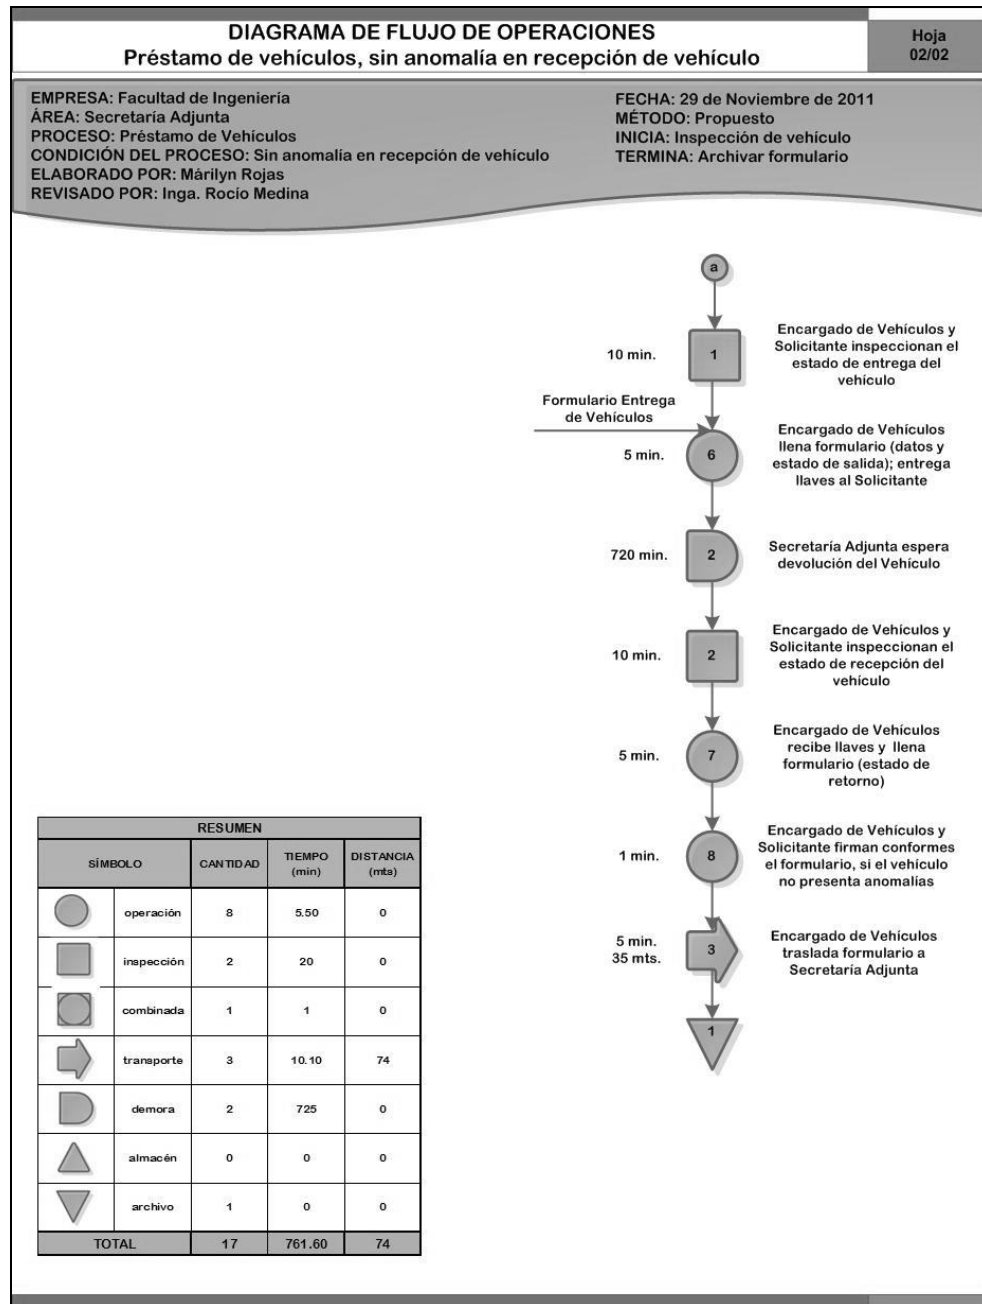 DIAGRAMA DE FLUJO DE OPERACIONES
Préstamo de vehículos, sin anomalía en recepción de vehículo
Hoja
02/02
EMPRESA: Facultad de Ingeniería
ÁREA: Secretaría Adjunta
PROCESO: Préstamo de Vehículos
CONDICIÓN DEL PROCESO: Sin anomalía en recepción de vehículo
ELABORADO POR: Márilyn Rojas
REVISADO POR: Inga. Rocío Medina
FECHA: 29 de Noviembre de 2011
MÉTODO: Propuesto
INICIA: Inspección de vehículo
TERMINA: Archivar formulario
a
10 min.
1
Encargado de Vehículos y
Solicitante inspeccionan el
estado de entrega del
vehículo
Formulario Entrega
de Vehículos
5 min.
6
Encargado de Vehículos
llena formulario (datos y
estado de salida); entrega
llaves al Solicitante
720 min.
2
Secretaría Adjunta espera
devolución del Vehículo
10 min.
2
Encargado de Vehículos y
Solicitante inspeccionan el
estado de recepción del
vehículo
5 min.
7
Encargado de Vehículos
recibe llaves y llena
formulario (estado de
retorno)
1 min.
8
Encargado de Vehículos y
Solicitante firman conformes
el formulario, si el vehículo
no presenta anomalías
5 min.
35 mts.
3
Encargado de Vehículos
traslada formulario a
Secretaría Adjunta
1
RESUMEN
SÍMBOLO CANTIDAD TIEMPO (min) DISTANCIA (mts)
operación 8 5.50 0
inspección 2 20 0
combinada 1 1 0
transporte 3 10.10 74
demora 2 725 0
almacén 0 0 0
archivo 1 0 0
TOTAL 17 761.60 74